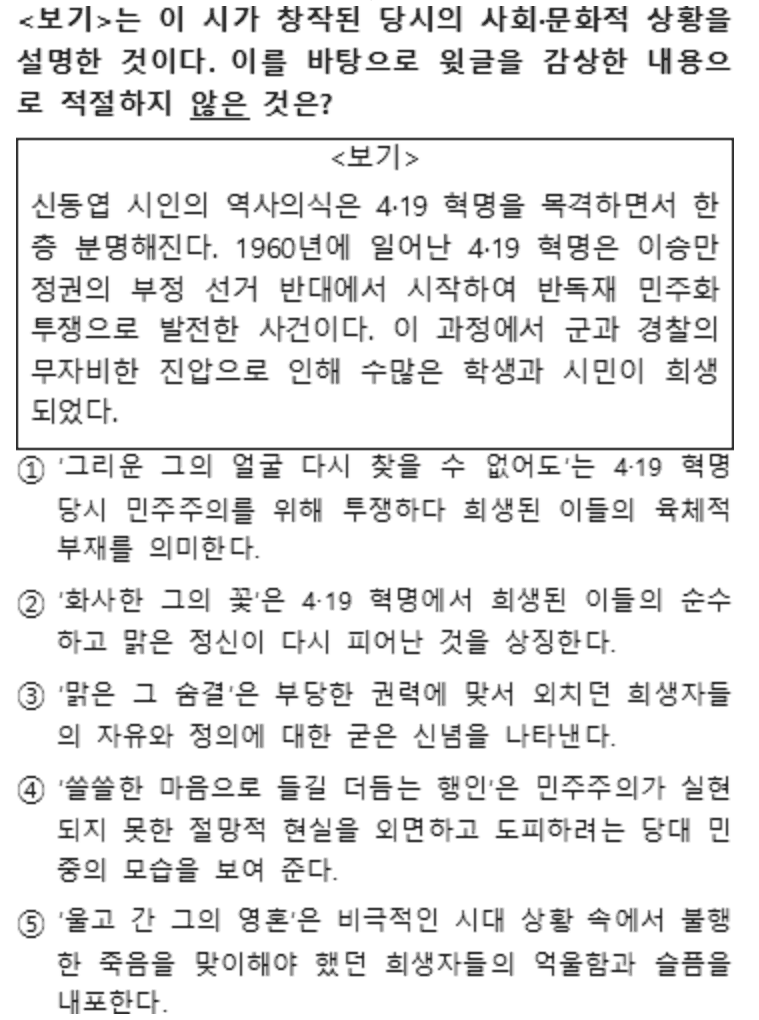 <보기>는 이 시가 창작된 당시의 사회·문화적 상황을
설명한 것이다. 이를 바탕으로 윗글을 감상한 내용으
로 적절하지 않은 것은?
<보기>
신동엽 시인의 역사의식은 4·19 혁명을 목격하면서 한
층 분명해진다. 1960년에 일어난 4·19 혁명은 이승만
정권의 부정 선거 반대에서 시작하여 반독재 민주화
투쟁으로 발전한 사건이다. 이 과정에서 군과 경찰의
무자비한 진압으로 인해 수많은 학생과 시민이 희생
되었다.
① '그리운 그의 얼굴 다시 찾을 수 없어도'는 4·19 혁명
당시 민주주의를 위해 투쟁하다 희생된 이들의 육체적
부재를 의미한다.
② '화사한 그의 꽃'은 4·19 혁명에서 희생된 이들의 순수
하고 맑은 정신이 다시 피어난 것을 상징한다.
③ '맑은 그 숨결'은 부당한 권력에 맞서 외치던 희생자들
의 자유와 정의에 대한 굳은 신념을 나타낸다.
④ '쓸쓸한 마음으로 들길 더듬는 행인'은 민주주의가 실현
되지 못한 절망적 현실을 외면하고 도피하려는 당대 민
중의 모습을 보여 준다.
⑤ '울고 간 그의 영혼'은 비극적인 시대 상황 속에서 불행
한 죽음을 맞이해야 했던 희생자들의 억울함과 슬픔을
내포한다.